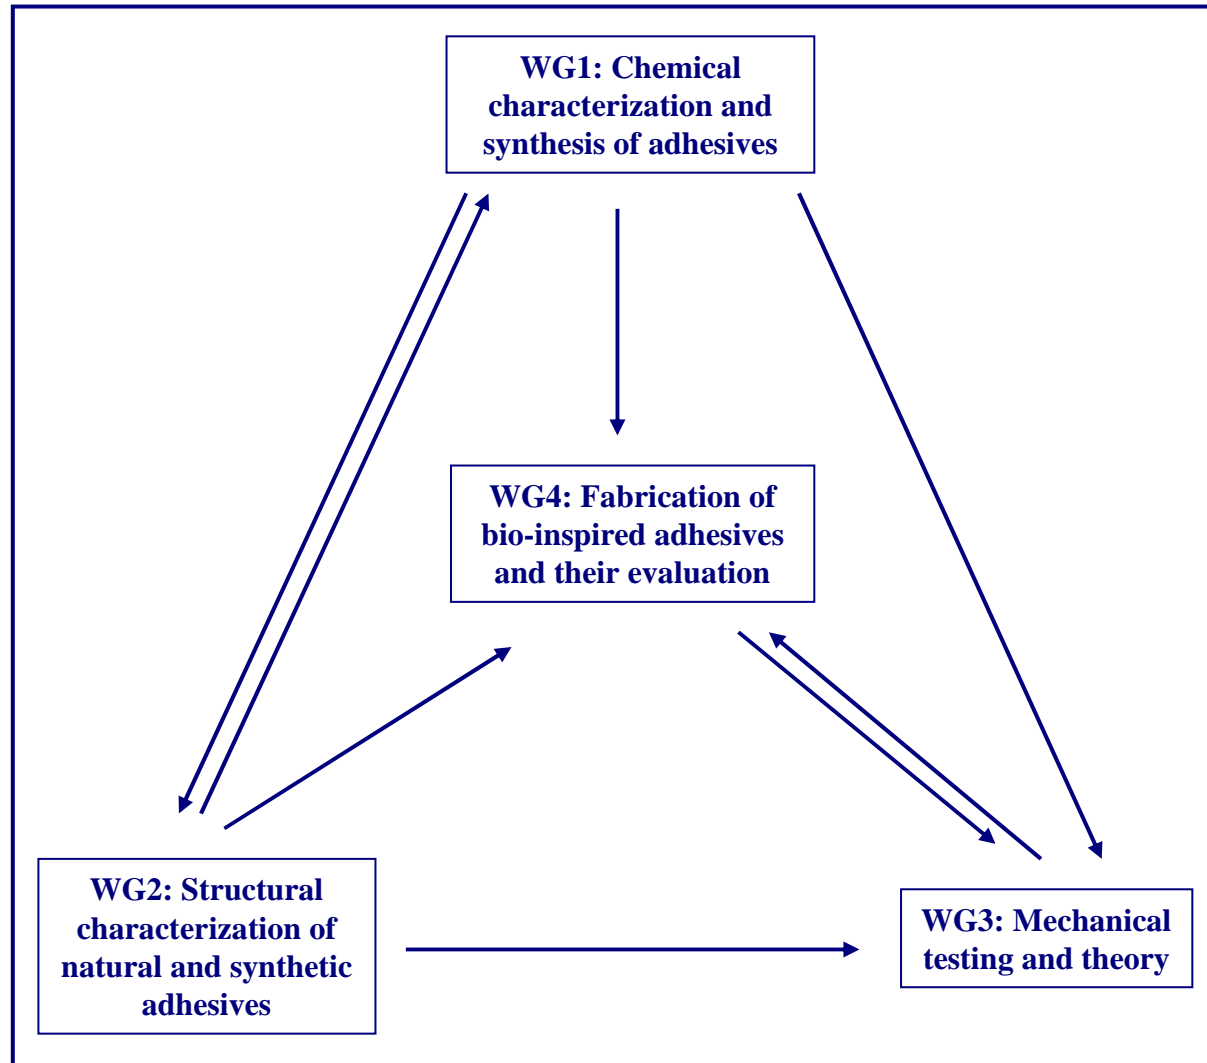 WG1: Chemical
characterization and
synthesis of adhesives
WG4: Fabrication of
bio-inspired adhesives
and their evaluation
WG2: Structural
characterization of
natural and synthetic
adhesives
WG3: Mechanical
testing and theory